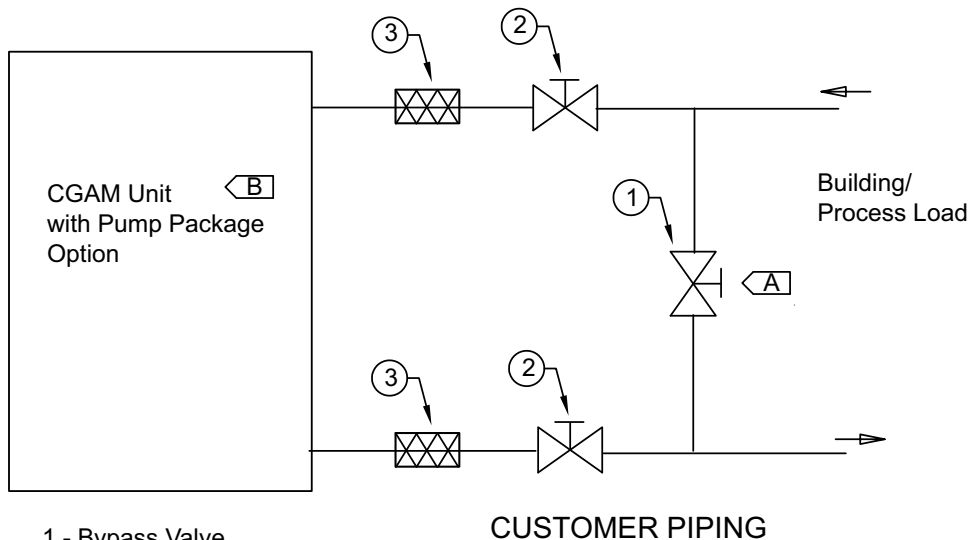 3
2
CGAM Unit
with Pump Package
Option
B
Building/
Process Load
1
A
3
2
1 - Bypass Valve
CUSTOMER PIPING